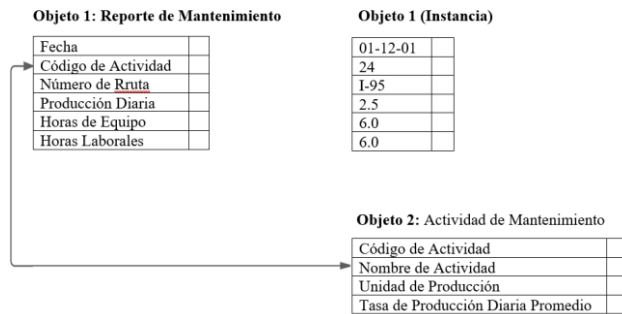 Objeto 1: Reporte de Mantenimiento
Objeto 1 (Instancia)
Fecha
Código de Actividad
Número de Rruta
Producción Diaria
Horas de Equipo
Horas Laborales
01-12-01
24
I-95
2.5
6.0
6.0
Objeto 2: Actividad de Mantenimiento
Código de Actividad
Nombre de Actividad
Unidad de Producción
Tasa de Producción Diaria Promedio